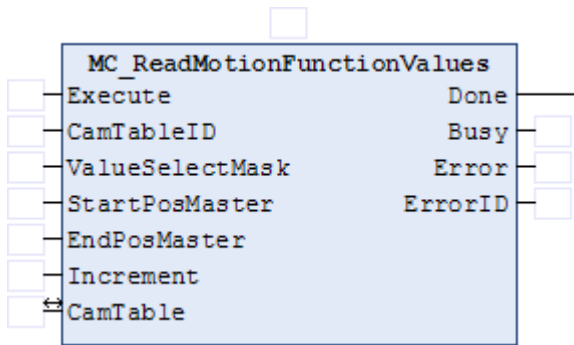 MC_ReadMotionFunctionValues
Execute Done
CamTableID Busy
ValueSelectMask Error
StartPosMaster ErrorID
EndPosMaster
Increment
CamTable